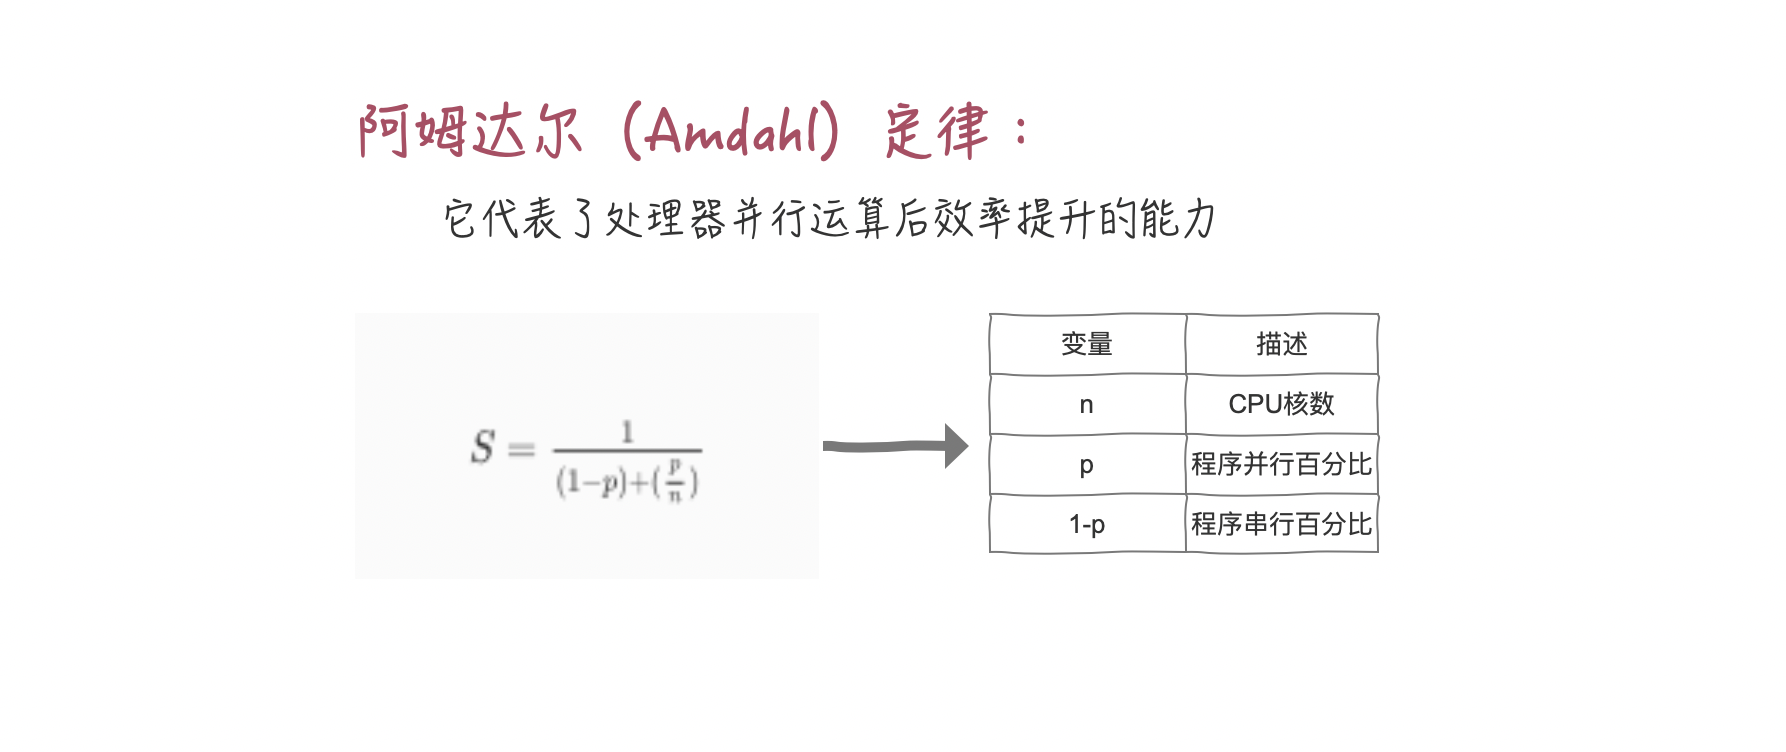 阿姆达尔（Amdahl）定律：
它代表了处理器并行运算后效率提升的能力
S = 1 / ((1−p)+(p/n))
变量 描述
n CPU核数
p 程序并行百分比
1-p 程序串行百分比